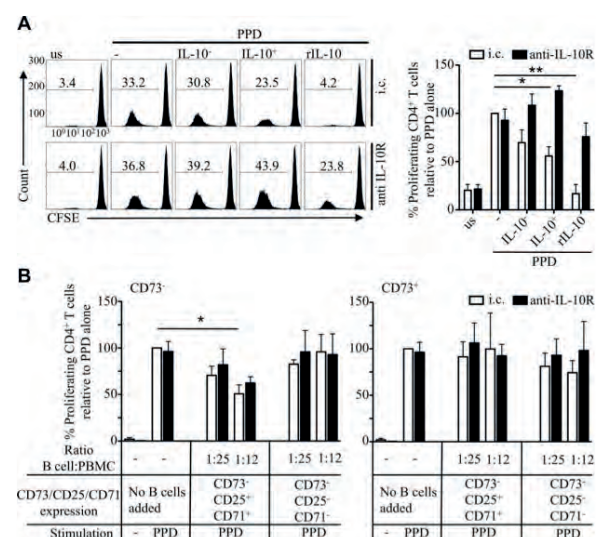 A
PPD
us - IL-10⁻ IL-10⁺ rIL-10
300
200
100
3.4 33.2 30.8 23.5 4.2
i.c.
10⁰10¹10²10³
4.0 36.8 39.2 43.9 23.8
anti IL-10R
Count
CFSE
i.c. anti-IL-10R
**
*
% Proliferating CD4⁺ T cells
relative to PPD alone
150
100
50
0
us - IL-10⁻ IL-10⁺ rIL-10
PPD
B
CD73⁻
*
% Proliferating CD4⁺ T cells
relative to PPD alone
100
50
0
CD73⁺
i.c. anti-IL-10R
100
50
0
Ratio
B cell:PBMC
- - 1:25 1:12 1:25 1:12
- - 1:25 1:12 1:25 1:12
CD73/CD25/CD71
expression
No B cells
added
CD73⁻
CD25⁺
CD71⁺
CD73⁻
CD25⁻
CD71⁻
No B cells
added
CD73⁻
CD25⁺
CD71⁺
CD73⁻
CD25⁻
CD71⁻
Stimulation - PPD PPD PPD - PPD PPD PPD